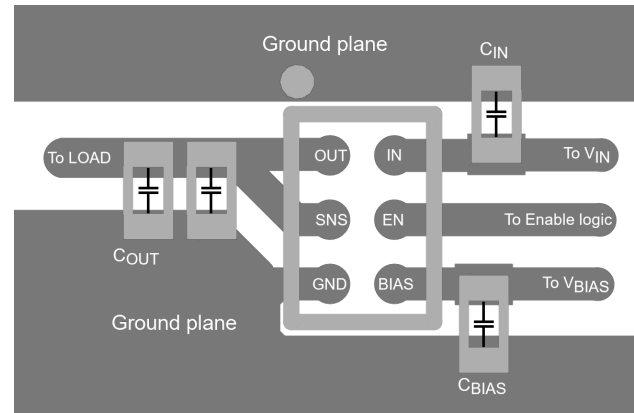 Ground plane
CIN
To LOAD
OUT
IN
To VIN
SNS
EN
To Enable logic
COUT
GND
BIAS
To VBIAS
Ground plane
CBIAS